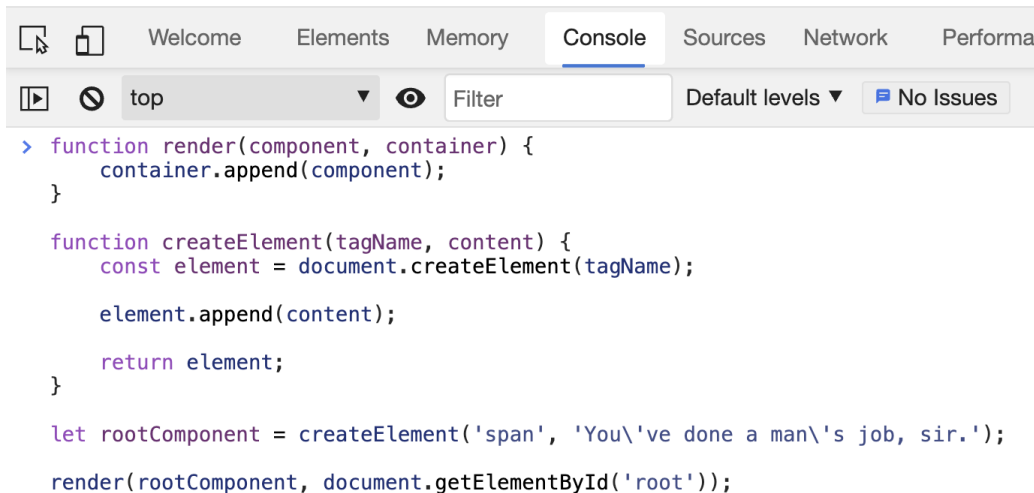 Welcome Elements Memory Console Sources Network Performa
top Filter Default levels No Issues
function render(component, container) {
    container.append(component);
}
function createElement(tagName, content) {
    const element = document.createElement(tagName);
    element.append(content);
    return element;
}
let rootComponent = createElement('span', 'You\'ve done a man\'s job, sir.');
render(rootComponent, document.getElementById('root'));